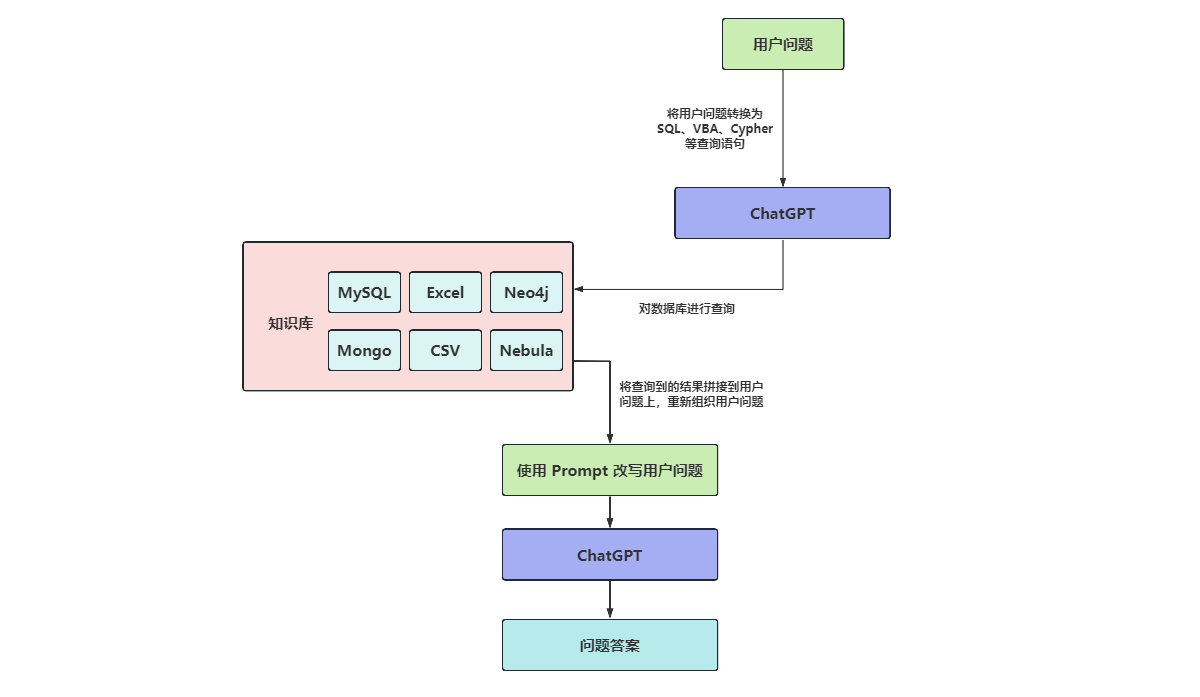 用户问题
将用户问题转换为
SQL、VBA、Cypher
等查询语句
ChatGPT
对数据库进行查询
知识库
MySQL Excel Neo4j
Mongo CSV Nebula
将查询到的结果拼接到用户
问题上，重新组织用户问题
使用 Prompt 改写用户问题
ChatGPT
问题答案